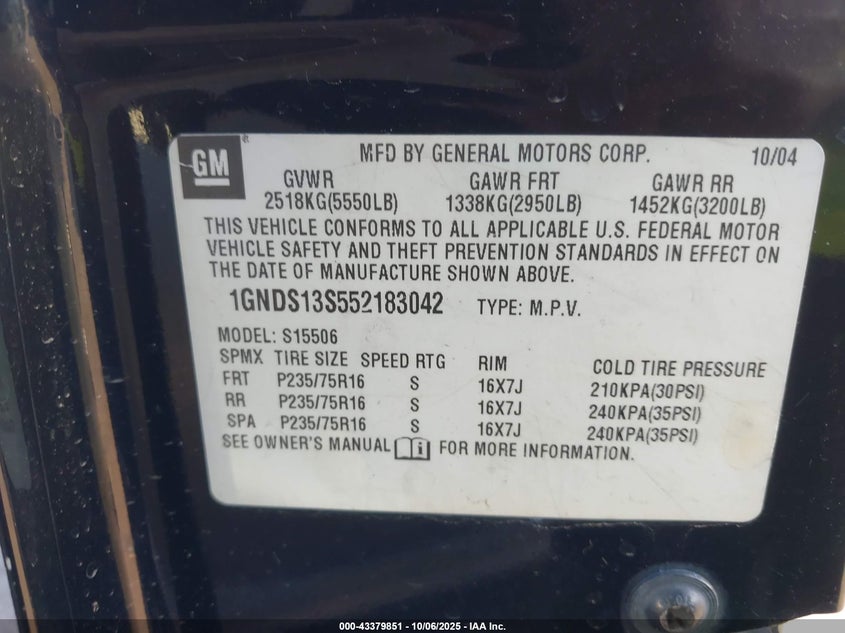 GM ® MFD BY GENERAL MOTORS CORP. 10/04
GVWR GAWR FRT GAWR RR
2518KG(5550LB) 1338KG(2950LB) 1452KG(3200LB)
THIS VEHICLE CONFORMS TO ALL APPLICABLE U.S. FEDERAL MOTOR
VEHICLE SAFETY AND THEFT PREVENTION STANDARDS IN EFFECT ON
THE DATE OF MANUFACTURE SHOWN ABOVE.
1GNDS13S552183042 TYPE: M.P.V.
MODEL: S15506
SPMX TIRE SIZE SPEED RTG RIM COLD TIRE PRESSURE
FRT P235/75R16 S 16X7J 210KPA(30PSI)
RR P235/75R16 S 16X7J 240KPA(35PSI)
SPA P235/75R16 S 16X7J 240KPA(35PSI)
SEE OWNER'S MANUAL FOR MORE INFORMATION.
000-43379851 - 10/06/2025 - IAA Inc.